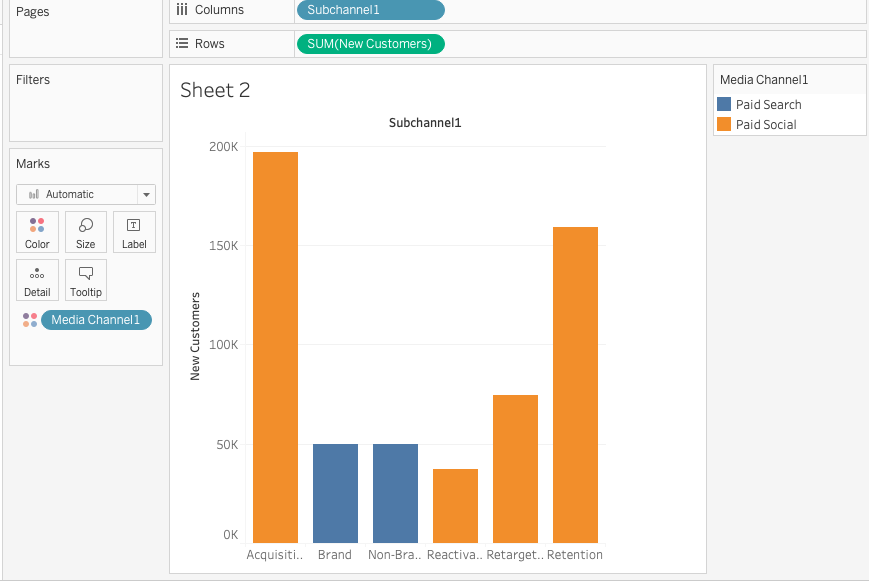 Pages
Columns
Subchannel1
Rows
SUM(New Customers)
Filters
Marks
Automatic
Color
Size
T
Label
Detail
Tooltip
Media Channel1
Sheet 2
Subchannel1
New Customers
200K
150K
100K
50K
0K
Acquisiti..
Brand
Non-Bra..
Reactiva..
Retarget..
Retention
Media Channel1
Paid Search
Paid Social